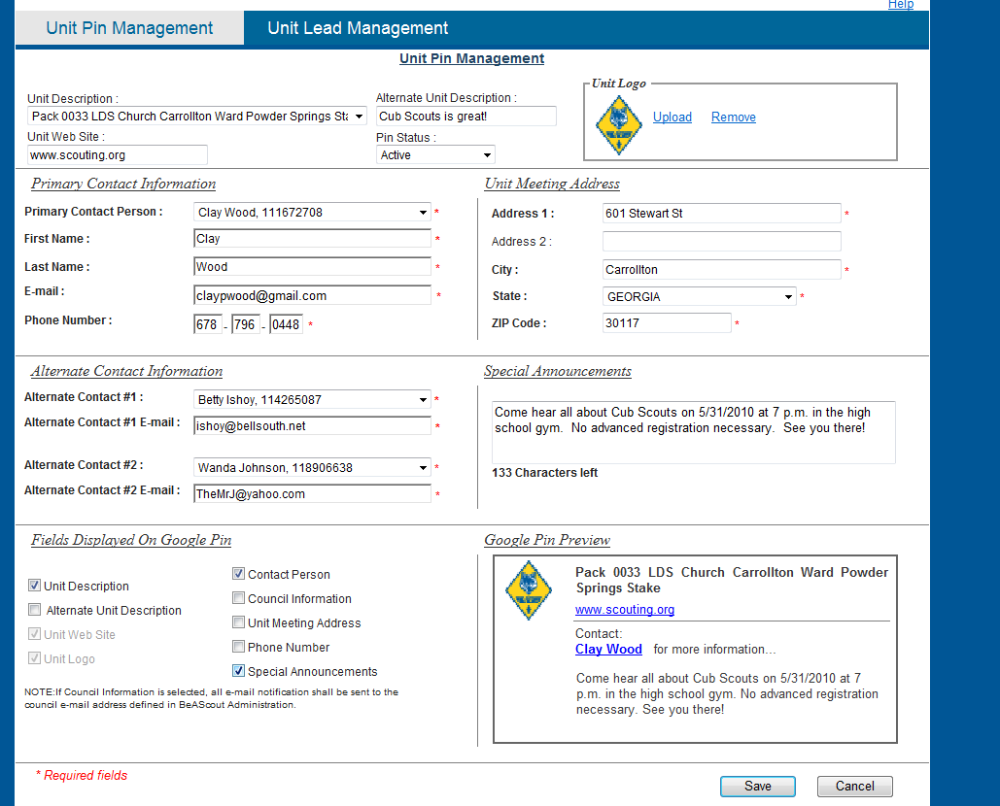 Help
Unit Pin Management Unit Lead Management
Unit Pin Management
Unit Description :
Pack 0033 LDS Church Carrollton Ward Powder Springs Sta
Alternate Unit Description :
Cub Scouts is great!
Unit Web Site :
www.scouting.org
Pin Status :
Active
Unit Logo
Upload Remove
Primary Contact Information
Primary Contact Person : Clay Wood, 111672708 *
First Name : Clay *
Last Name : Wood *
E-mail : claypwood@gmail.com *
Phone Number : 678 - 796 - 0448 *
Unit Meeting Address
Address 1 : 601 Stewart St *
Address 2 :
City : Carrollton *
State : GEORGIA *
ZIP Code : 30117 *
Alternate Contact Information
Alternate Contact #1 : Betty Ishoy, 114265087 *
Alternate Contact #1 E-mail : ishoy@bellsouth.net *
Alternate Contact #2 : Wanda Johnson, 118906638 *
Alternate Contact #2 E-mail : TheMrJ@yahoo.com *
Special Announcements
Come hear all about Cub Scouts on 5/31/2010 at 7 p.m. in the high
school gym. No advanced registration necessary. See you there!
133 Characters left
Fields Displayed On Google Pin
Unit Description
Alternate Unit Description
Unit Web Site
Unit Logo
Contact Person
Council Information
Unit Meeting Address
Phone Number
Special Announcements
NOTE:If Council Information is selected, all e-mail notification shall be sent to the
council e-mail address defined in BeAScout Administration.
Google Pin Preview
Pack 0033 LDS Church Carrollton Ward Powder
Springs Stake
www.scouting.org
Contact:
Clay Wood for more information...
Come hear all about Cub Scouts on 5/31/2010 at 7
p.m. in the high school gym. No advanced registration
necessary. See you there!
* Required fields
Save Cancel